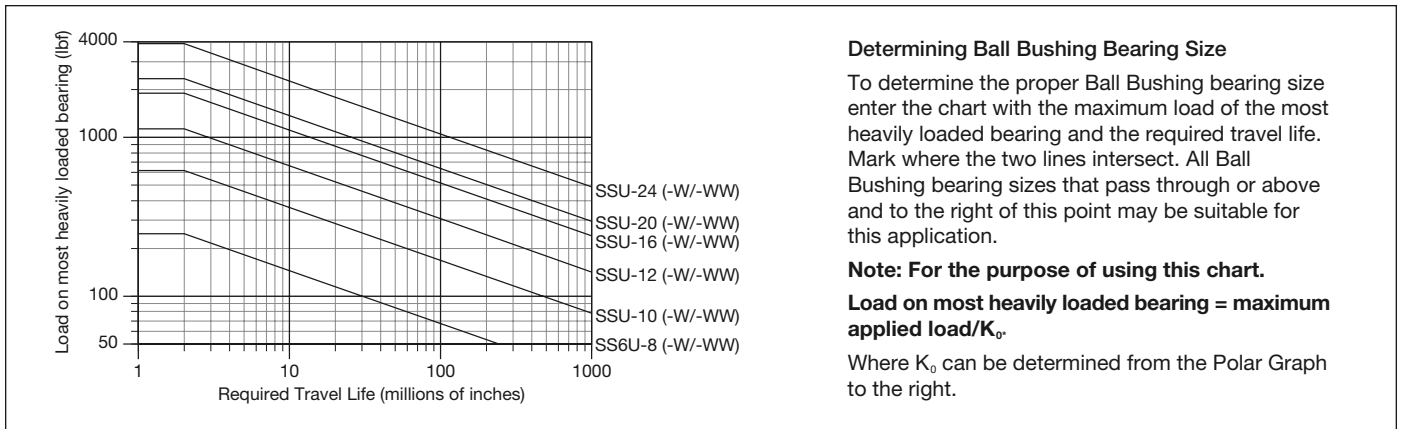 Load on most heavily loaded bearing (lbf)
4000
1000
100
50
1
10
100
1000
Required Travel Life (millions of inches)
SSU-24 (-W/-WW)
SSU-20 (-W/-WW)
SSU-16 (-W/-WW)
SSU-12 (-W/-WW)
SSU-10 (-W/-WW)
SS6U-8 (-W/-WW)
Determining Ball Bushing Bearing Size
To determine the proper Ball Bushing bearing size
enter the chart with the maximum load of the most
heavily loaded bearing and the required travel life.
Mark where the two lines intersect. All Ball
Bushing bearing sizes that pass through or above
and to the right of this point may be suitable for
this application.
Note: For the purpose of using this chart.
Load on most heavily loaded bearing = maximum
applied load/K₀.
Where K₀ can be determined from the Polar Graph
to the right.